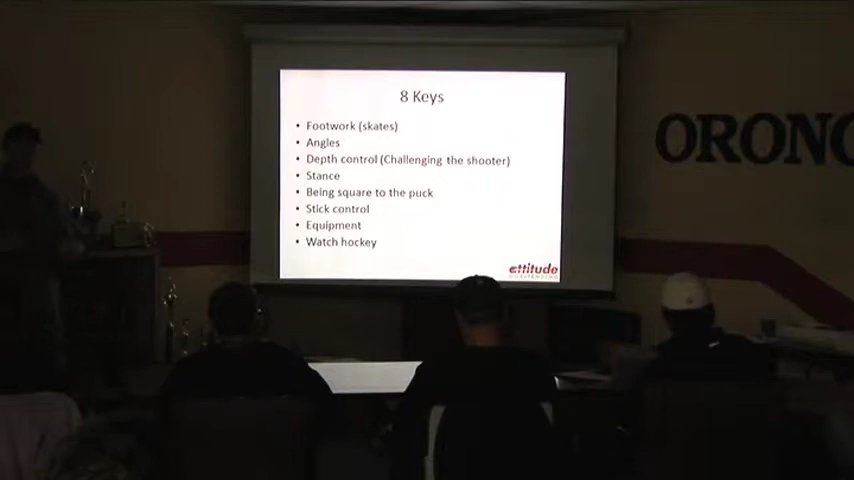 8 Keys
• Footwork (skates)
• Angles
• Depth control (Challenging the shooter)
• Stance
• Being square to the puck
• Stick control
• Equipment
• Watch hockey
attitude
GOALTENDING
ORONO